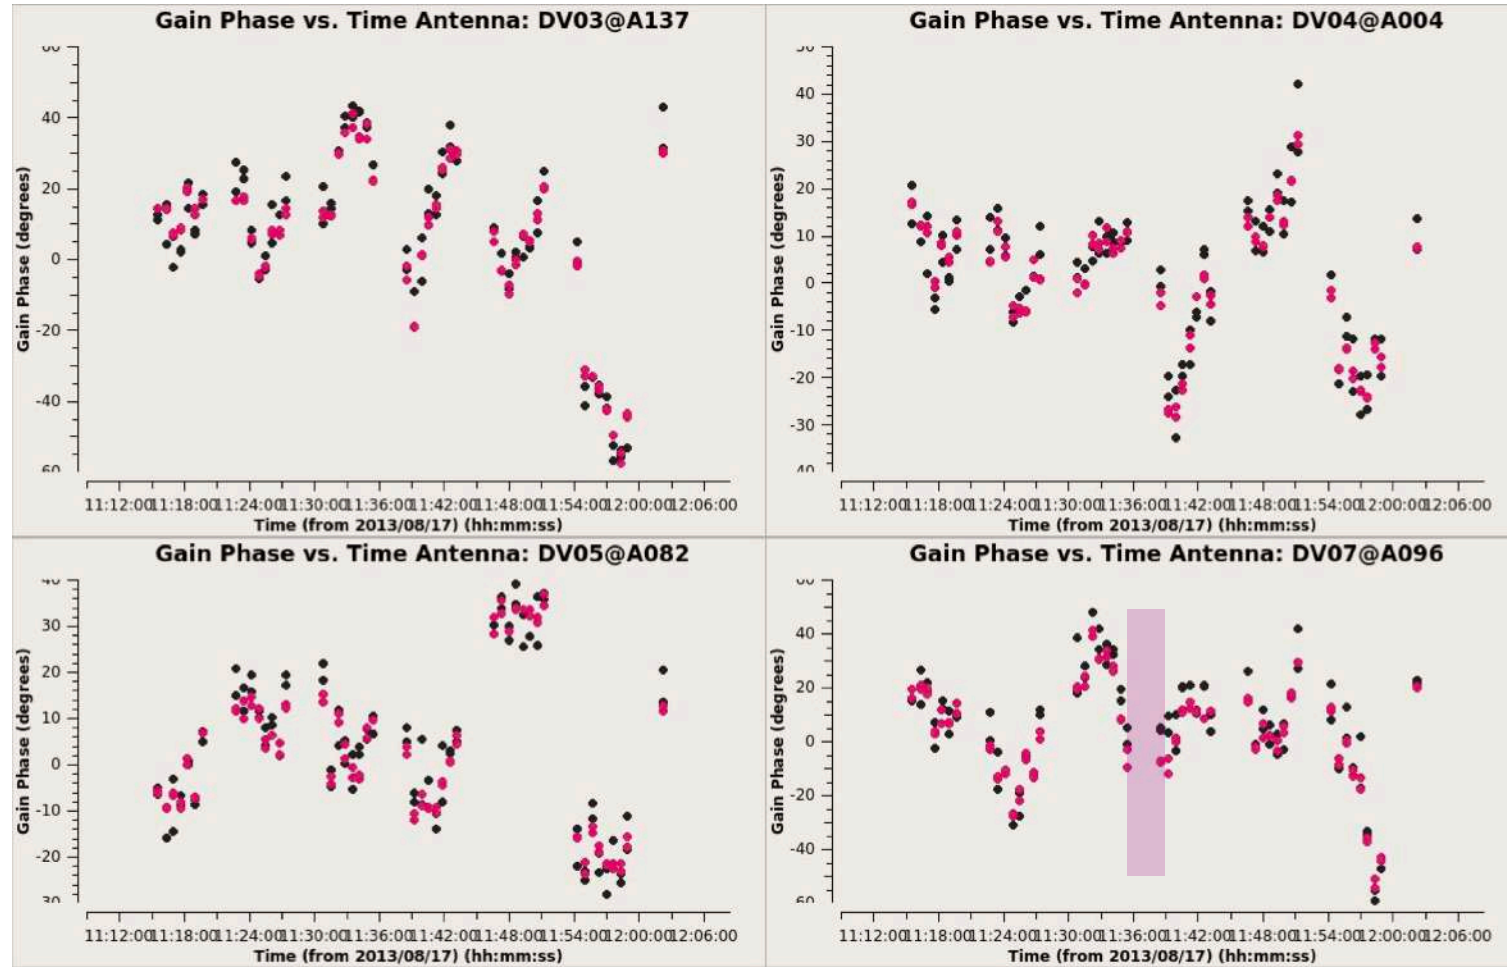 Gain Phase vs. Time Antenna: DV03@A137
Gain Phase (degrees)
40
20
0
-20
-40
11:12:00 11:18:00 11:24:00 11:30:00 11:36:00 11:42:00 11:48:00 11:54:00 12:00:00 12:06:00
Time (from 2013/08/17) (hh:mm:ss)
Gain Phase vs. Time Antenna: DV04@A004
Gain Phase (degrees)
40
30
20
10
0
-10
-20
-30
11:12:00 11:18:00 11:24:00 11:30:00 11:36:00 11:42:00 11:48:00 11:54:00 12:00:00 12:06:00
Time (from 2013/08/17) (hh:mm:ss)
Gain Phase vs. Time Antenna: DV05@A082
Gain Phase (degrees)
40
30
20
10
0
-10
-20
30
11:12:00 11:18:00 11:24:00 11:30:00 11:36:00 11:42:00 11:48:00 11:54:00 12:00:00 12:06:00
Time (from 2013/08/17) (hh:mm:ss)
Gain Phase vs. Time Antenna: DV07@A096
Gain Phase (degrees)
40
20
0
-20
-40
11:12:00 11:18:00 11:24:00 11:30:00 11:36:00 11:42:00 11:48:00 11:54:00 12:00:00 12:06:00
Time (from 2013/08/17) (hh:mm:ss)